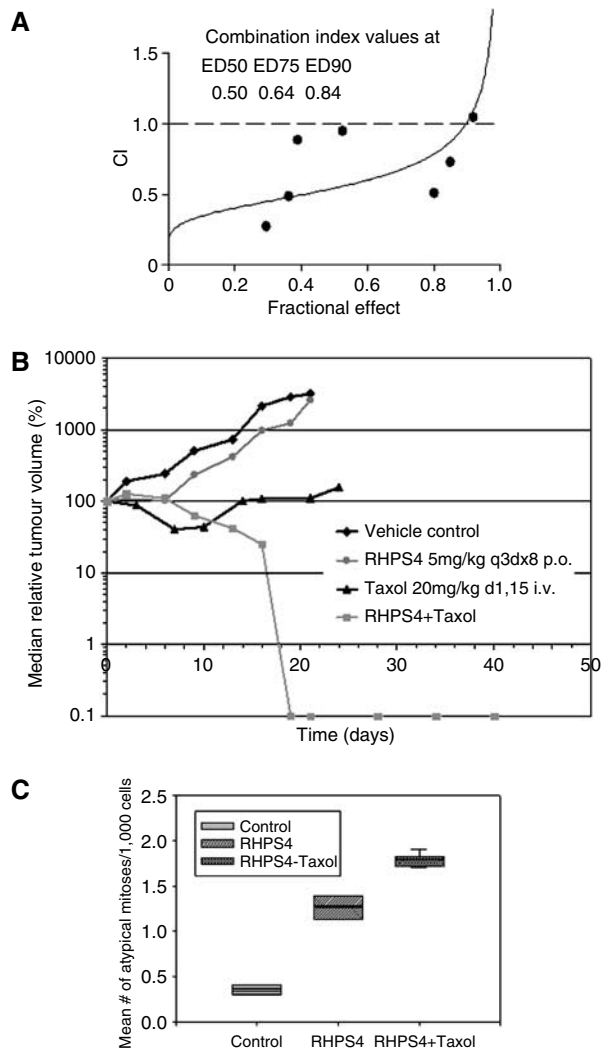 A
Combination index values at
ED50 ED75 ED90
0.50 0.64 0.84
1.5
1.0
0.5
0
CI
0 0.2 0.4 0.6 0.8 1.0
Fractional effect
B
10000
1000
100
10
1
0.1
Median relative tumour volume (%)
Vehicle control
RHPS4 5mg/kg q3dx8 p.o.
Taxol 20mg/kg d1,15 i.v.
RHPS4+Taxol
0 10 20 30 40 50
Time (days)
C
2.5
2.0
1.5
1.0
0.5
0.0
Mean # of atypical mitoses/1,000 cells
Control
RHPS4
RHPS4-Taxol
Control RHPS4 RHPS4+Taxol